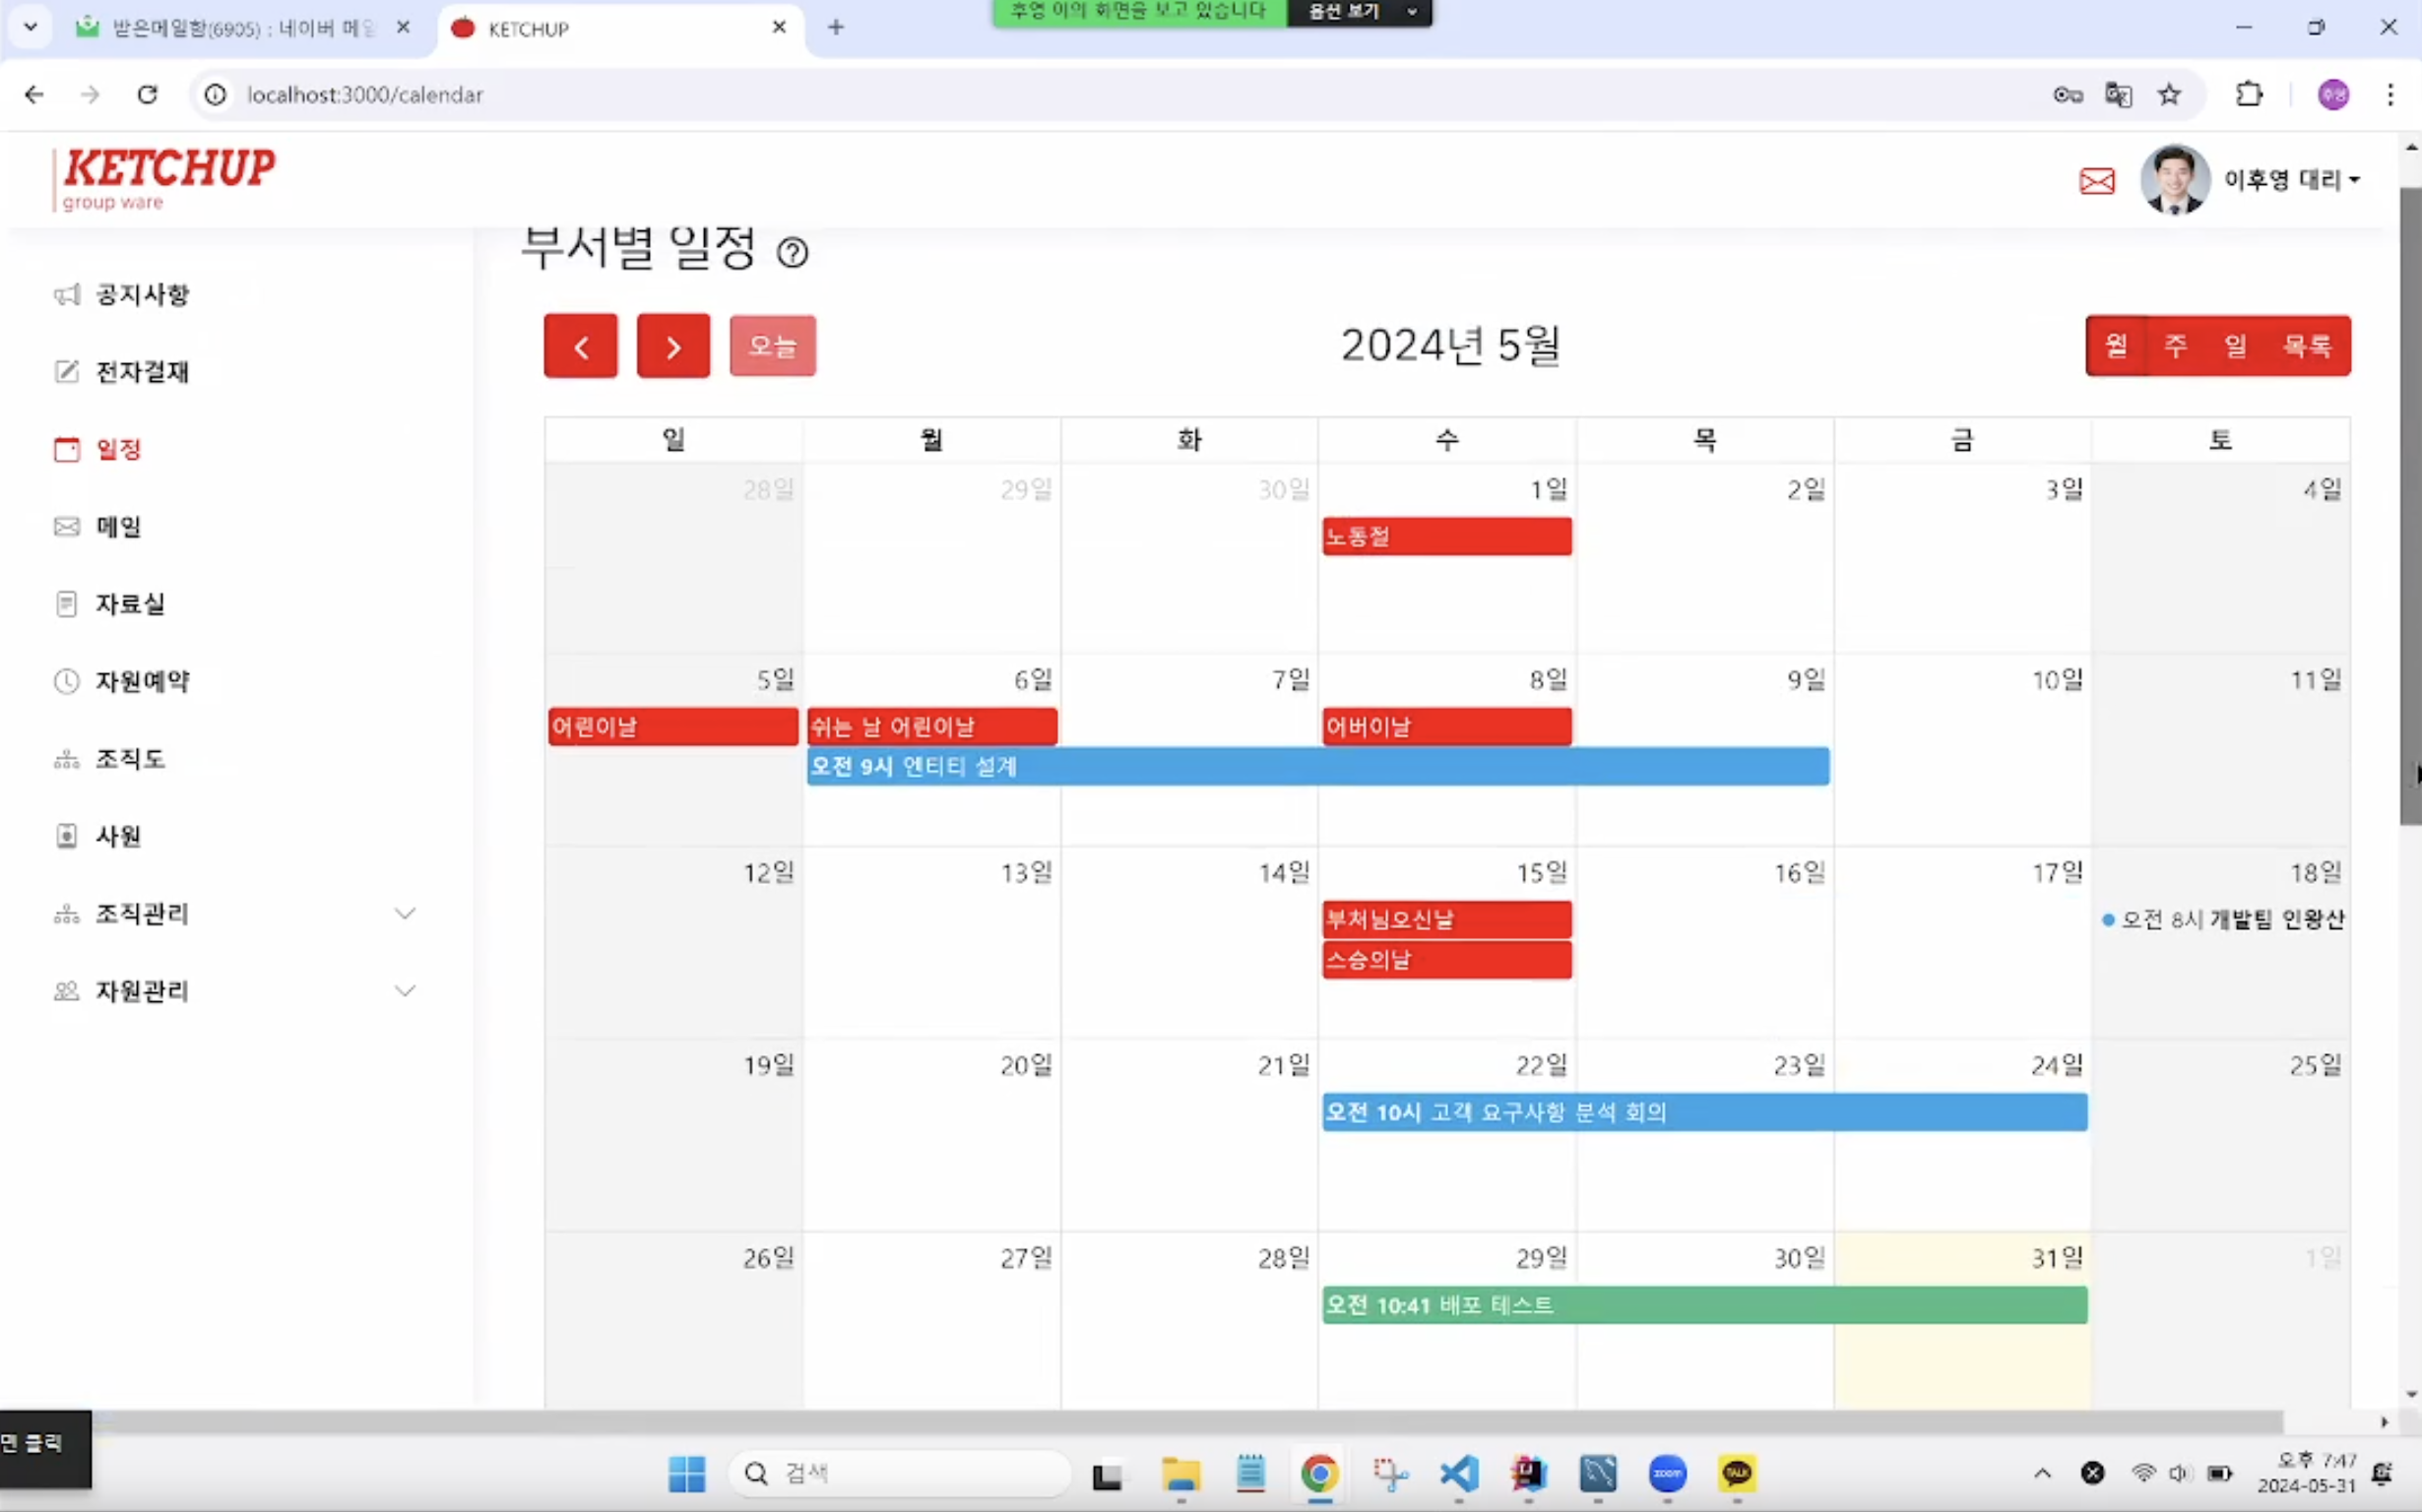 후영 이의 화면을 보고 있습니다 옵션 보기
받은메일함(6905) : 네이버 메일
KETCHUP
localhost:3000/calendar
후영
KETCHUP
group ware
이후영 대리
부서별 일정
공지사항
전자결재
일정
메일
자료실
자원예약
조직도
사원
조직관리
자원관리
오늘
2024년 5월
월 주 일 목록
일 월 화 수 목 금 토
28일 29일 30일 1일 2일 3일 4일
노동절
5일 6일 7일 8일 9일 10일 11일
어린이날 쉬는 날 어린이날 어버이날
오전 9시 엔티티 설계
12일 13일 14일 15일 16일 17일 18일
부처님오신날 오전 8시 개발팀 인왕산
스승의날
19일 20일 21일 22일 23일 24일 25일
오전 10시 고객 요구사항 분석 회의
26일 27일 28일 29일 30일 31일 1일
오전 10:41 배포 테스트
클릭
검색
zoom
TALK
오후 7:47
2024-05-31